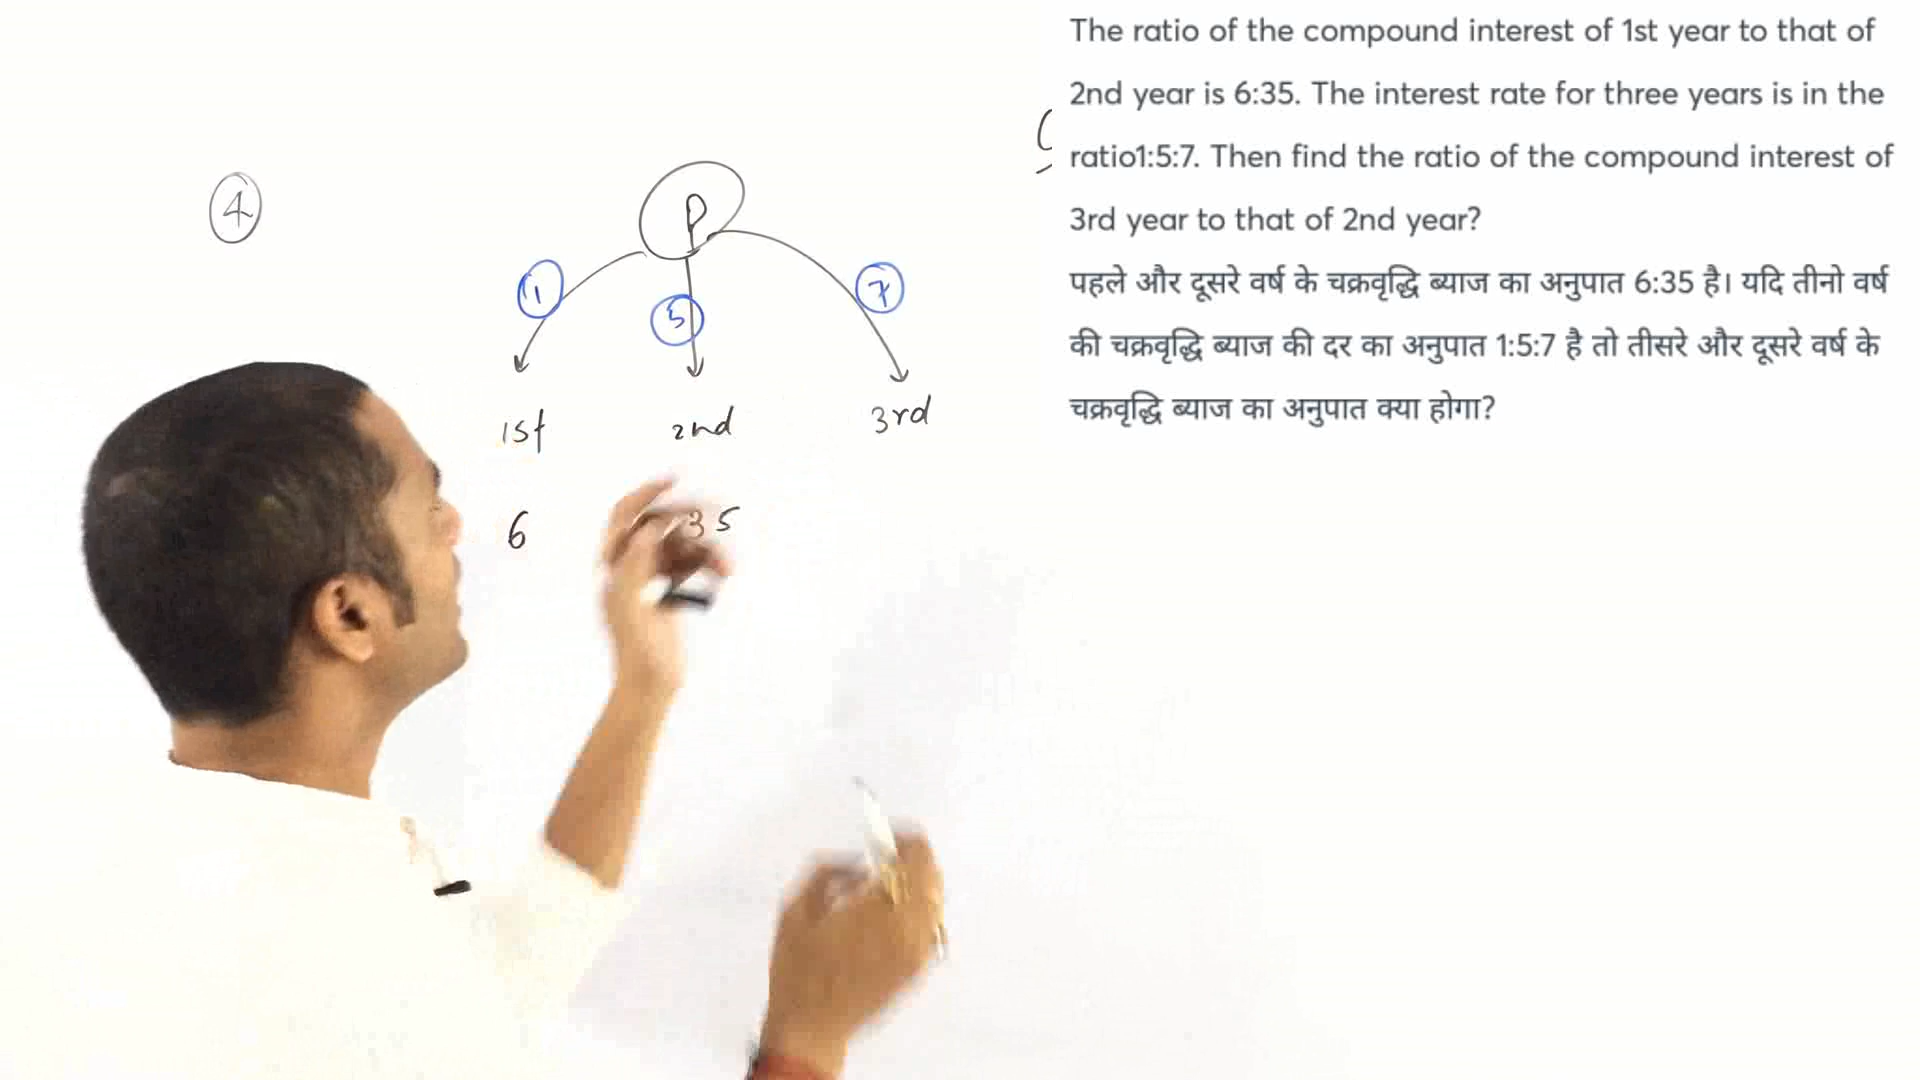 The ratio of the compound interest of 1st year to that of
2nd year is 6:35. The interest rate for three years is in the
ratio1:5:7. Then find the ratio of the compound interest of
3rd year to that of 2nd year?
पहले और दूसरे वर्ष के चक्रवृद्धि ब्याज का अनुपात 6:35 है। यदि तीनो वर्ष
की चक्रवृद्धि ब्याज की दर का अनुपात 1:5:7 है तो तीसरे और दूसरे वर्ष के
चक्रवृद्धि ब्याज का अनुपात क्या होगा?
4
P
1 5 7
1st 2nd 3rd
6 35